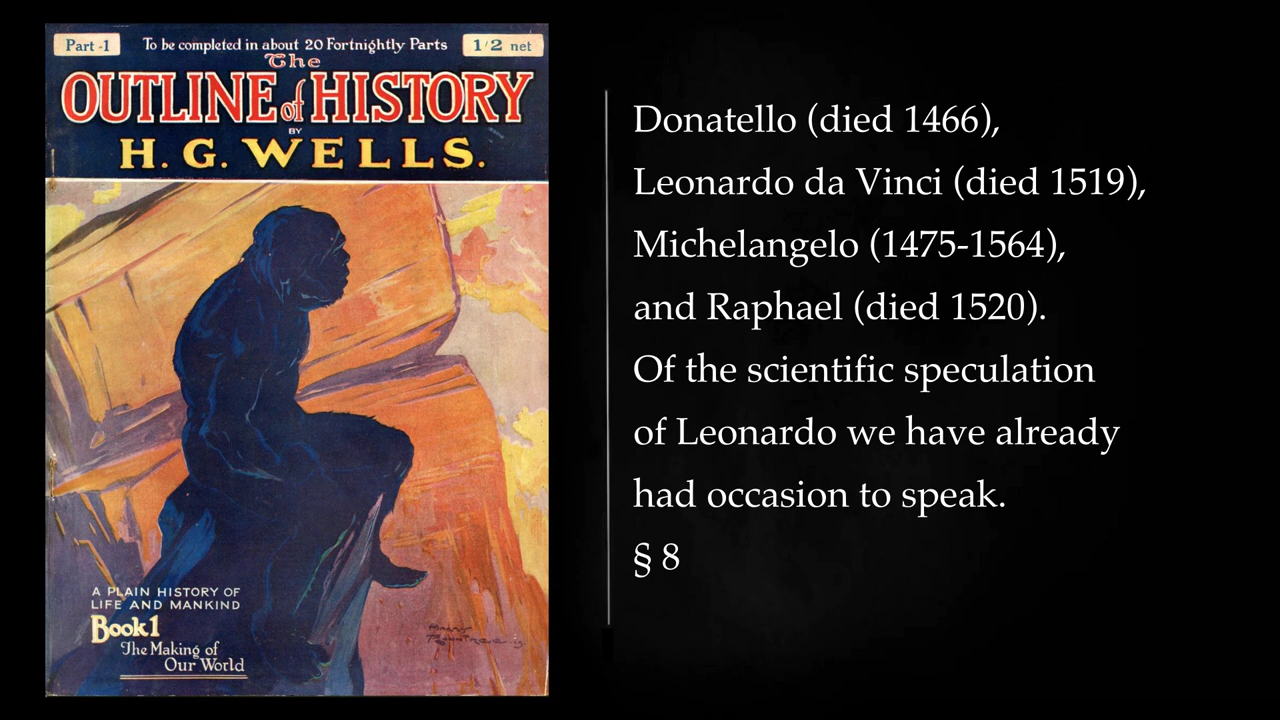 Part -1
To be completed in about 20 Fortnightly Parts
1/2 net
The
OUTLINE of HISTORY
BY
H. G. WELLS.
A PLAIN HISTORY OF
LIFE AND MANKIND
Book 1
The Making of
Our World
Donatello (died 1466),
Leonardo da Vinci (died 1519),
Michelangelo (1475-1564),
and Raphael (died 1520).
Of the scientific speculation
of Leonardo we have already
had occasion to speak.
§ 8